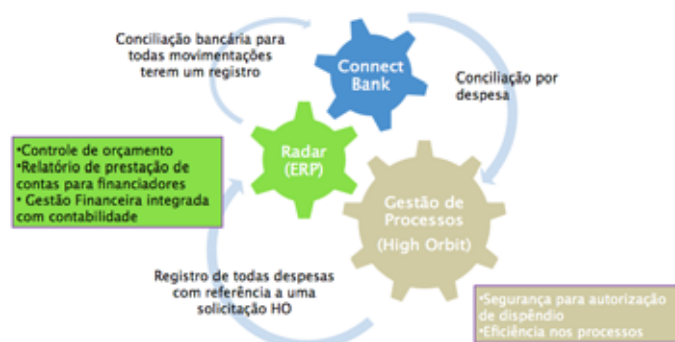 Conciliação bancária para
todas movimentações
terem um registro
Connect
Bank
Conciliação por
despesa
•Controle de orçamento
•Relatório de prestação de
contas para financiadores
• Gestão Financeira integrada
com contabilidade
Radar
(ERP)
Gestão de
Processos
(High Orbit)
Registro de todas despesas
com referência a uma
solicitação HO
•Segurança para autorização
de dispêndio
•Eficiência nos processos